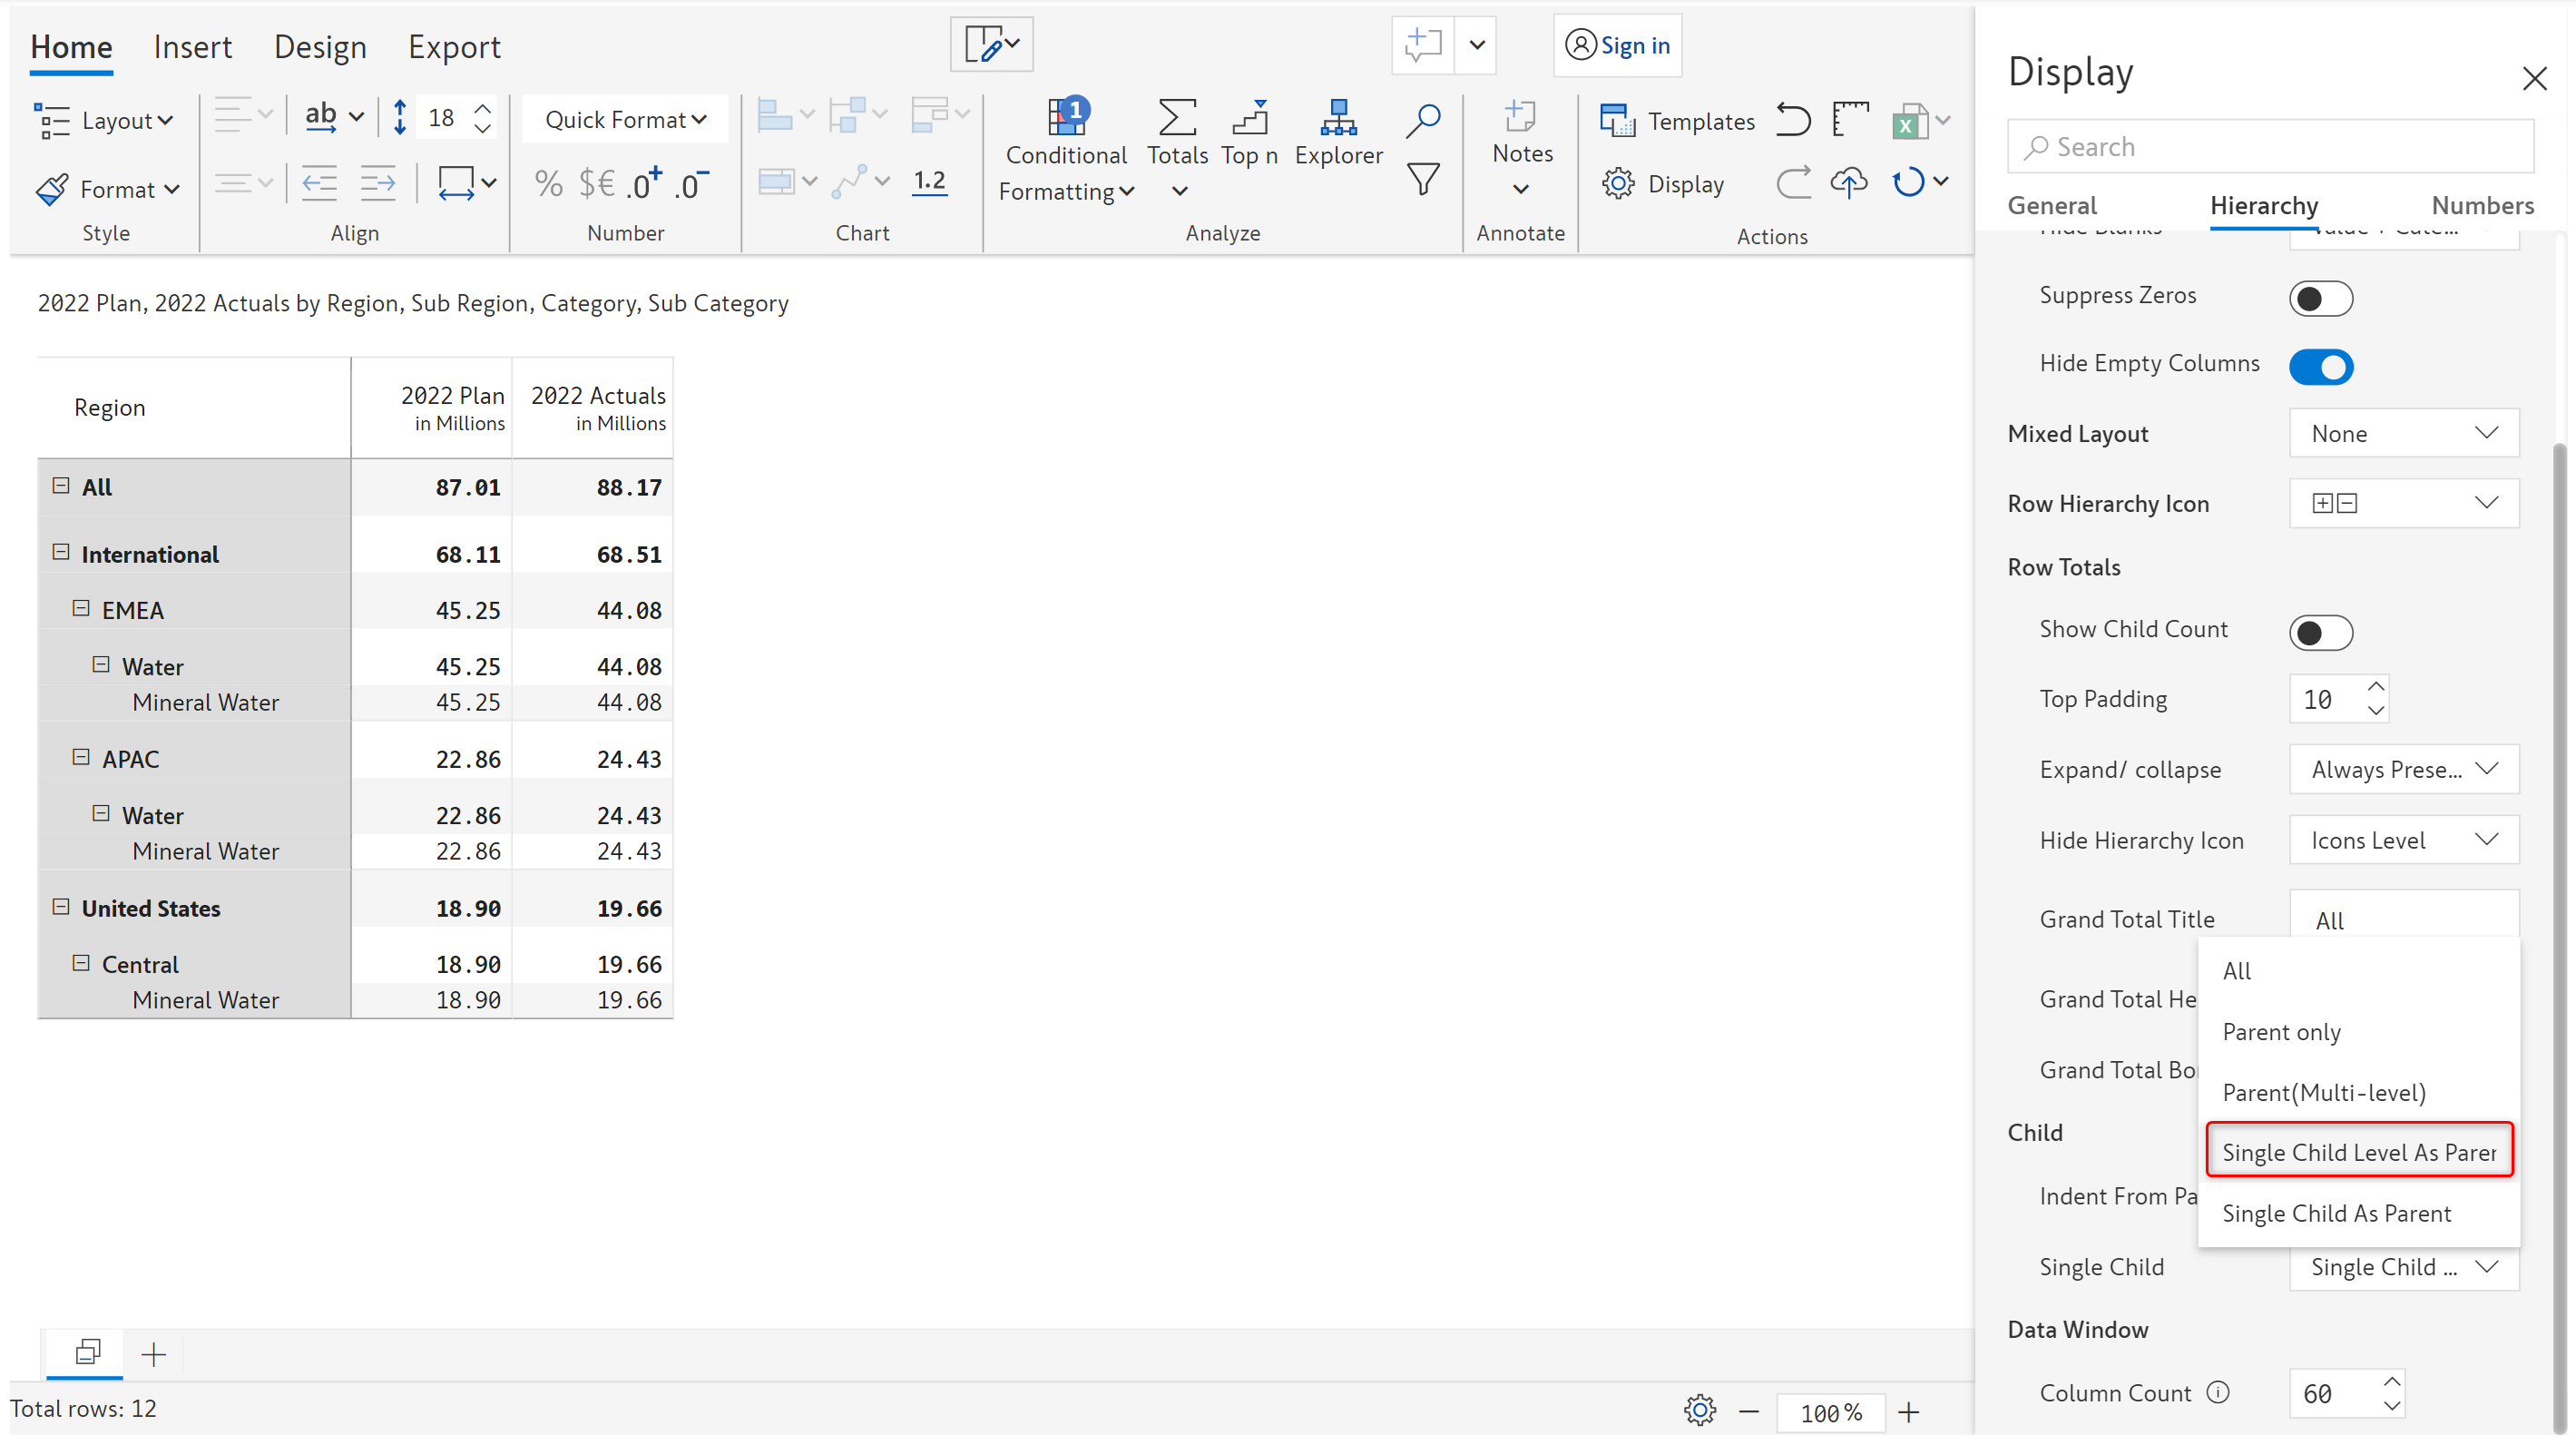 Home Insert Design Export
Sign in
Layout
ab
18
Quick Format
1
Conditional
Formatting
Totals
Top n
Explorer
Notes
Templates
X
Format
% $€ .0+ .0-
1.2
Display
Style
Align
Number
Chart
Analyze
Annotate
Actions
2022 Plan, 2022 Actuals by Region, Sub Region, Category, Sub Category
Region
2022 Plan
in Millions
2022 Actuals
in Millions
All 87.01 88.17
International 68.11 68.51
EMEA 45.25 44.08
Water 45.25 44.08
Mineral Water 45.25 44.08
APAC 22.86 24.43
Water 22.86 24.43
Mineral Water 22.86 24.43
United States 18.90 19.66
Central 18.90 19.66
Mineral Water 18.90 19.66
Total rows: 12
100 %
Display
Search
General Hierarchy Numbers
Suppress Zeros
Hide Empty Columns
Mixed Layout None
Row Hierarchy Icon
Row Totals
Show Child Count
Top Padding 10
Expand/ collapse Always Prese...
Hide Hierarchy Icon Icons Level
Grand Total Title All
All
Grand Total He
Parent only
Grand Total Bo
Parent(Multi-level)
Child
Single Child Level As Parer
Indent From Pa
Single Child As Parent
Single Child Single Child ...
Data Window
Column Count 60